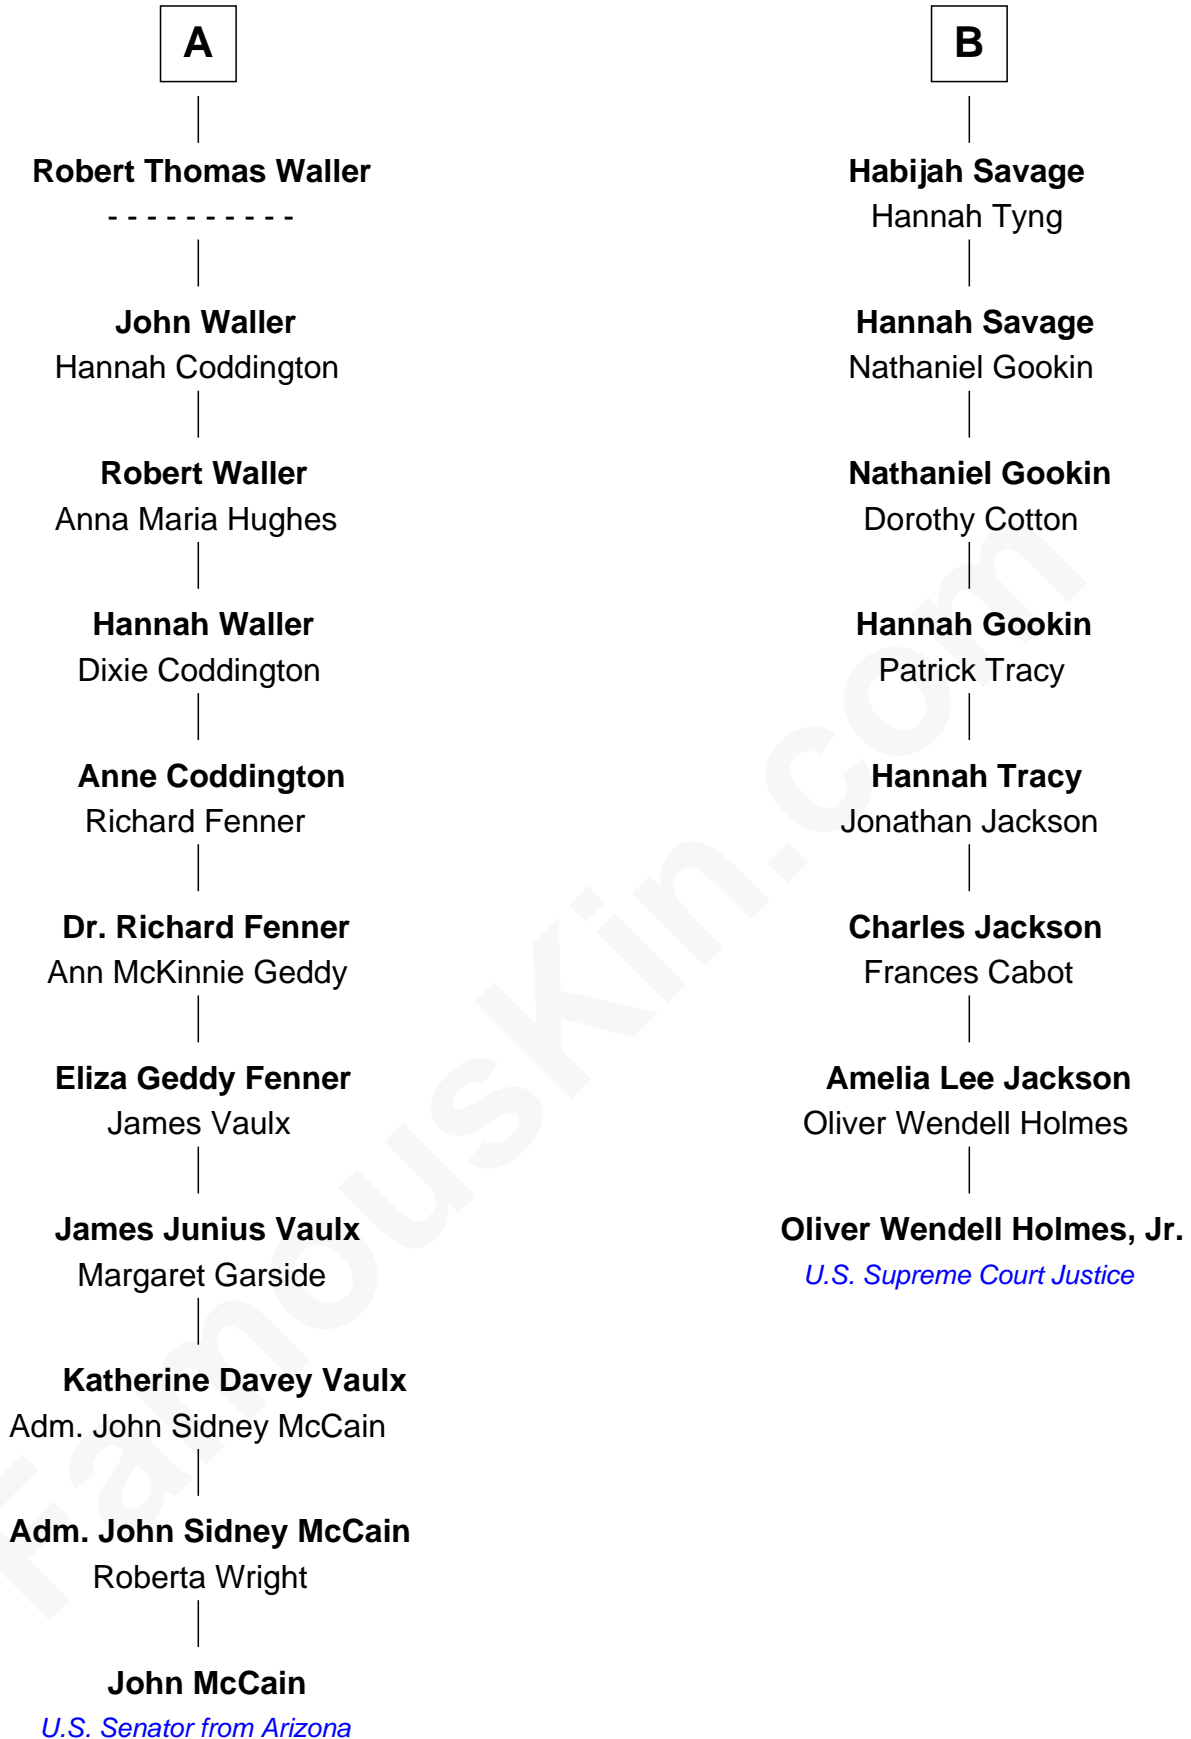 A
Robert Thomas Waller
- - - - - - - - - -
John Waller
Hannah Coddington
Robert Waller
Anna Maria Hughes
Hannah Waller
Dixie Coddington
Anne Coddington
Richard Fenner
Dr. Richard Fenner
Ann McKinnie Geddy
Eliza Geddy Fenner
James Vaulx
James Junius Vaulx
Margaret Garside
Katherine Davey Vaulx
Adm. John Sidney McCain
Adm. John Sidney McCain
Roberta Wright
John McCain
U.S. Senator from Arizona
B
Habijah Savage
Hannah Tyng
Hannah Savage
Nathaniel Gookin
Nathaniel Gookin
Dorothy Cotton
Hannah Gookin
Patrick Tracy
Hannah Tracy
Jonathan Jackson
Charles Jackson
Frances Cabot
Amelia Lee Jackson
Oliver Wendell Holmes
Oliver Wendell Holmes, Jr.
U.S. Supreme Court Justice
FamousKin.com